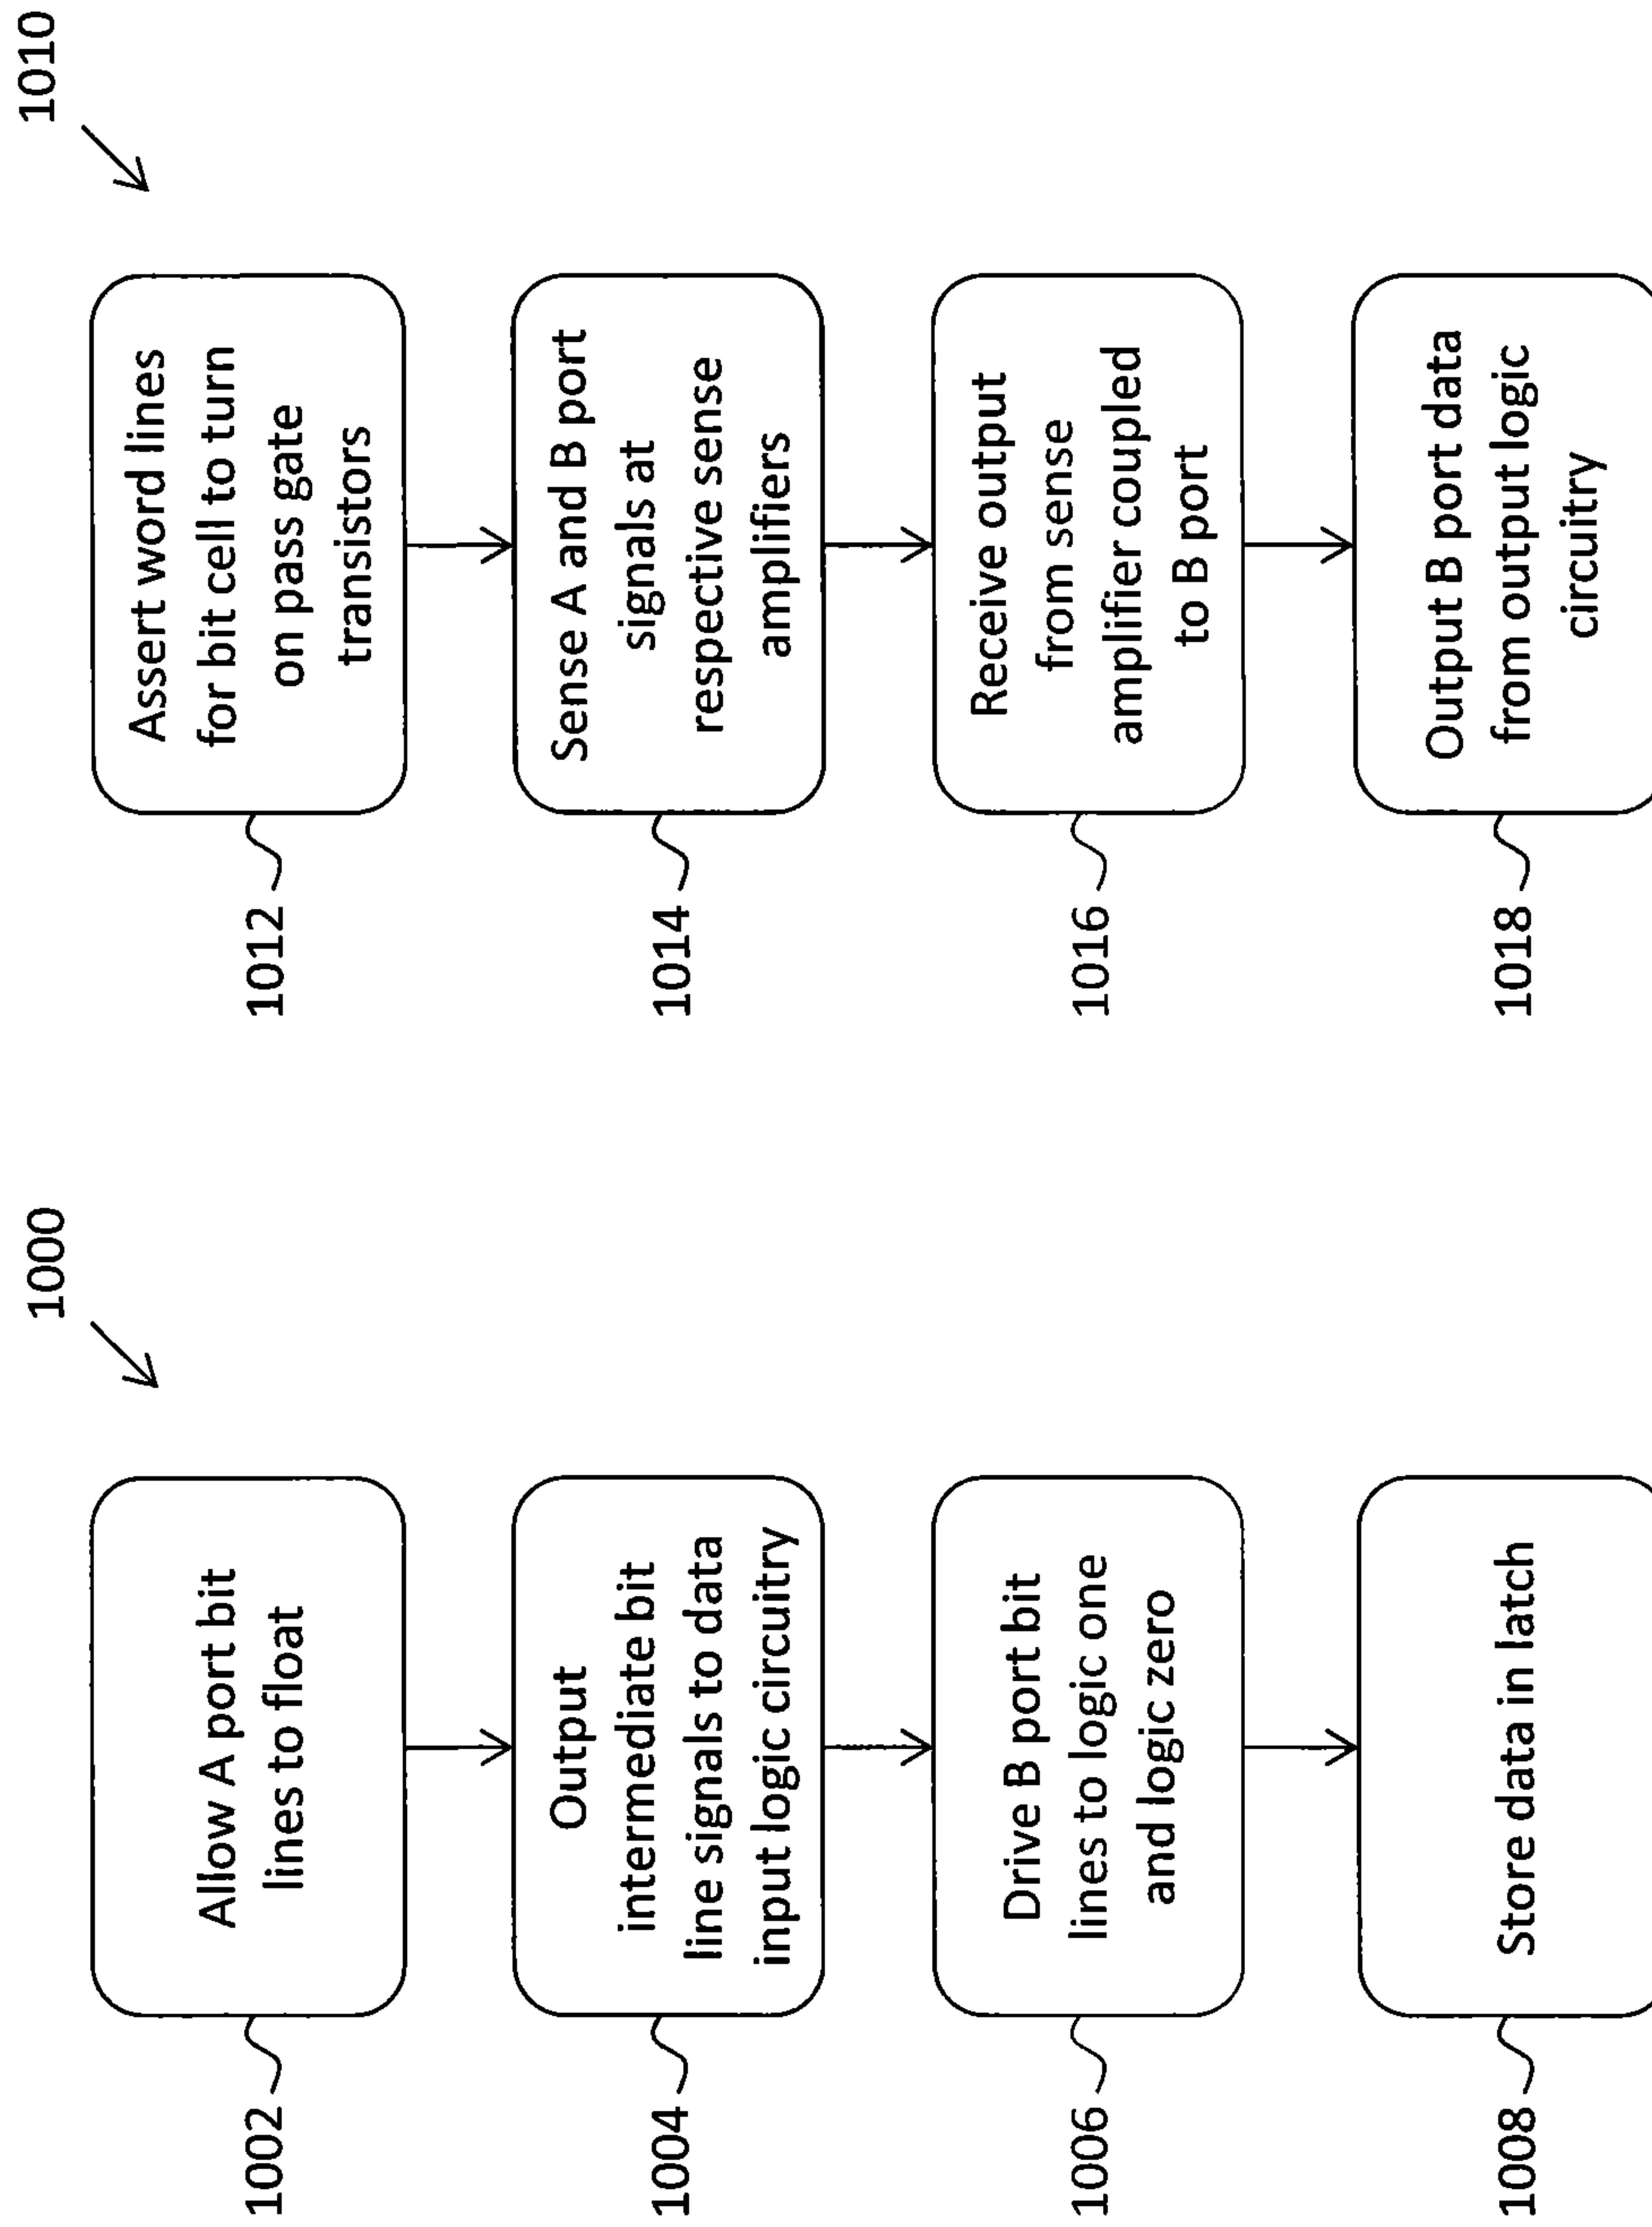 1000
1002
Allow A port bit
lines to float
1004
Output
intermediate bit
line signals to data
input logic circuitry
1006
Drive B port bit
lines to logic one
and logic zero
1008
Store data in latch
1010
1012
Assert word lines
for bit cell to turn
on pass gate
transistors
1014
Sense A and B port
signals at
respective sense
amplifiers
1016
Receive output
from sense
amplifier coupled
to B port
1018
Output B port data
from output logic
circuitry